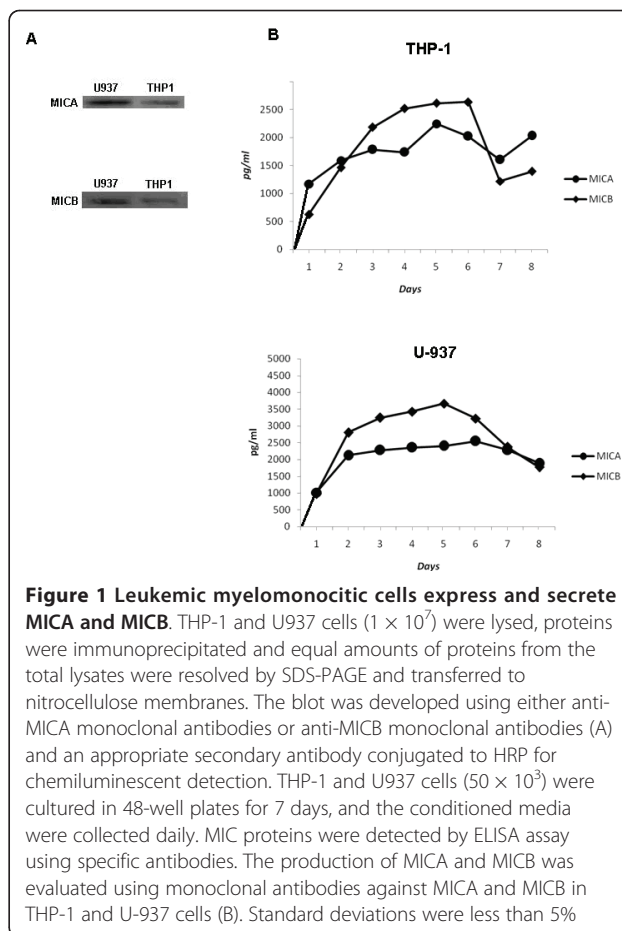 A
U937 THP1
MICA
U937 THP1
MICB
B
THP-1
2500
2000
1500
1000
500
0
pg/ml
1 2 3 4 5 6 7 8
Days
MICA
MICB
U-937
5000
4500
4000
3500
3000
2500
2000
1500
1000
500
0
pg/ml
1 2 3 4 5 6 7 8
Days
MICA
MICB
Figure 1 Leukemic myelomonocitic cells express and secrete
MICA and MICB. THP-1 and U937 cells (1 × 10⁷) were lysed, proteins
were immunoprecipitated and equal amounts of proteins from the
total lysates were resolved by SDS-PAGE and transferred to
nitrocellulose membranes. The blot was developed using either anti-
MICA monoclonal antibodies or anti-MICB monoclonal antibodies (A)
and an appropriate secondary antibody conjugated to HRP for
chemiluminescent detection. THP-1 and U937 cells (50 × 10³) were
cultured in 48-well plates for 7 days, and the conditioned media
were collected daily. MIC proteins were detected by ELISA assay
using specific antibodies. The production of MICA and MICB was
evaluated using monoclonal antibodies against MICA and MICB in
THP-1 and U-937 cells (B). Standard deviations were less than 5%